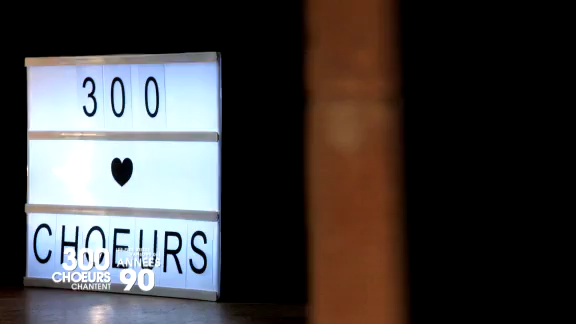 300
♥
CHOEURS
300
CHOEURS
CHANTENT
ANNÉES
90